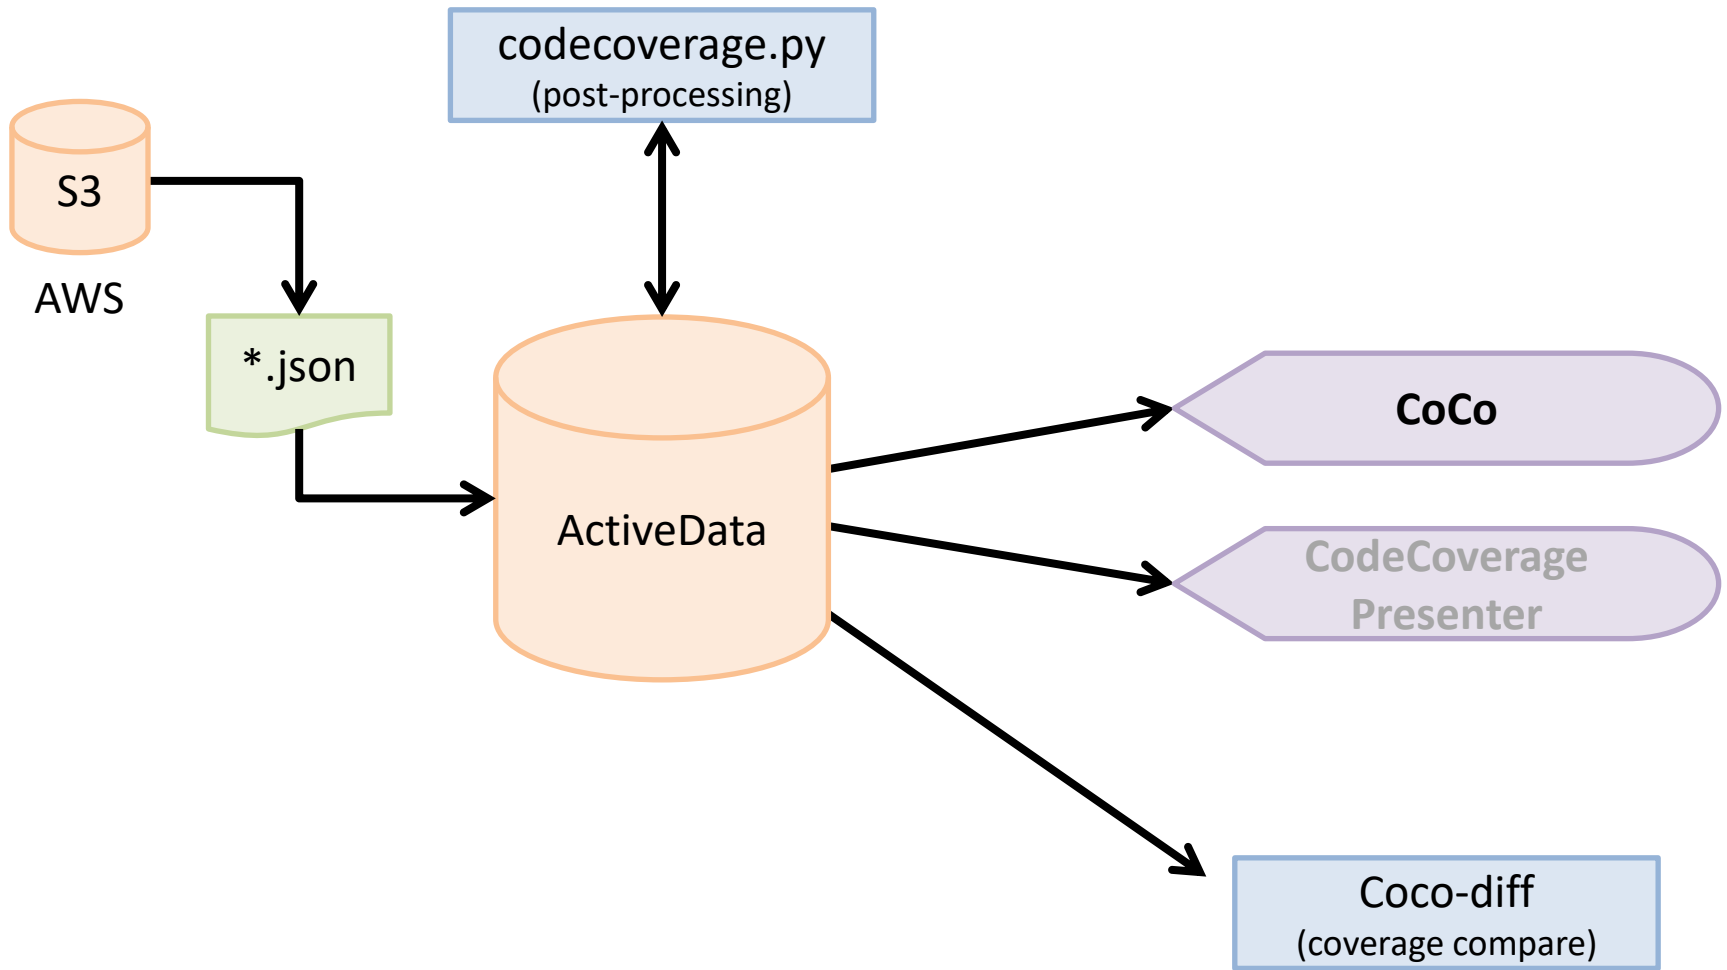 codecoverage.py
(post-processing)
S3
AWS
*.json
ActiveData
CoCo
CodeCoverage
Presenter
Coco-diff
(coverage compare)